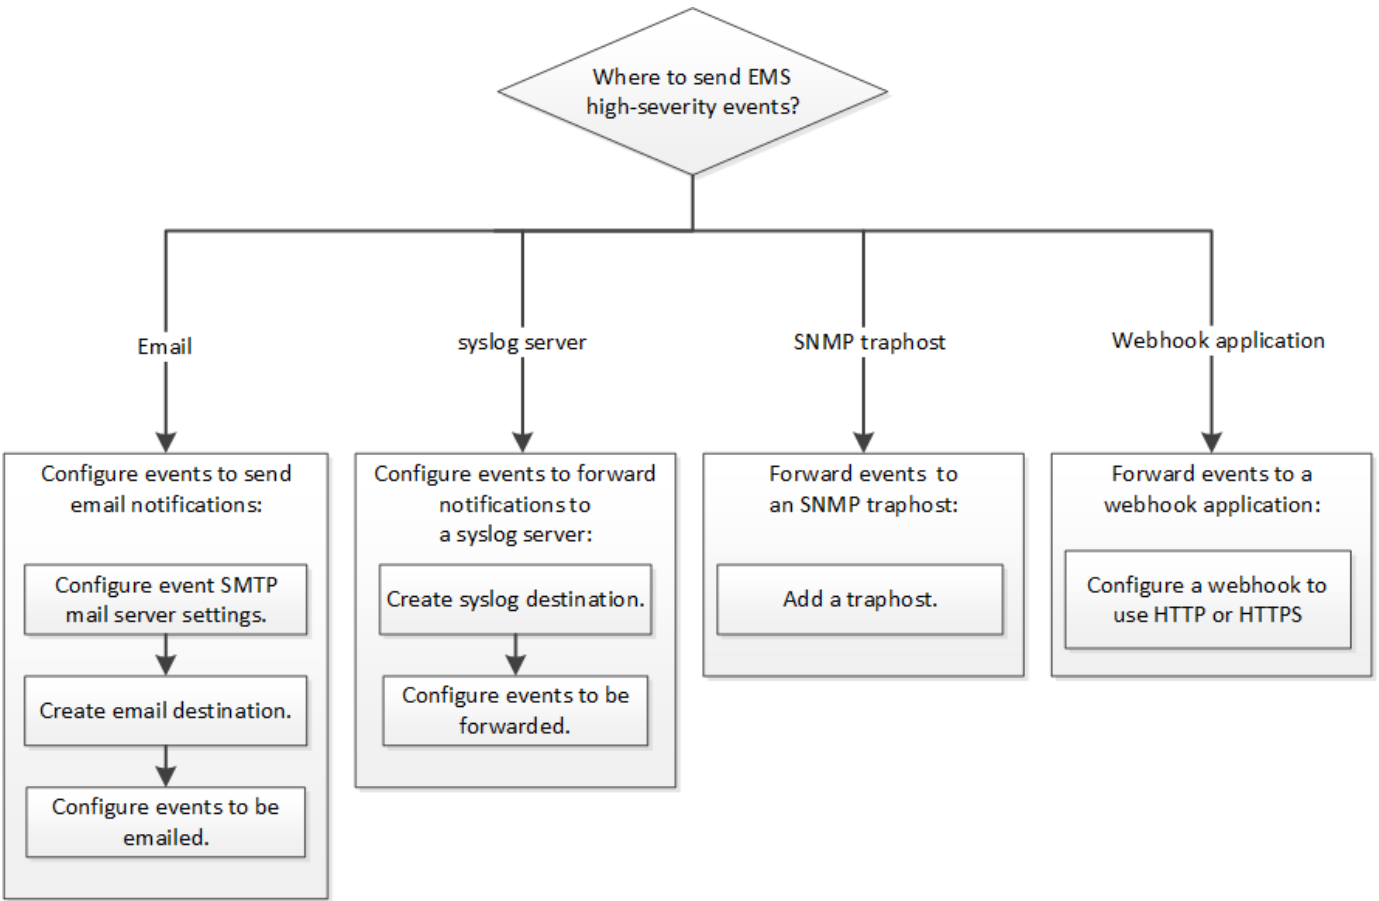 Where to send EMS
high-severity events?
Email
syslog server
SNMP traphost
Webhook application
Configure events to send
email notifications:
Configure event SMTP
mail server settings.
Create email destination.
Configure events to be
emailed.
Configure events to forward
notifications to
a syslog server:
Create syslog destination.
Configure events to be
forwarded.
Forward events to
an SNMP traphost:
Add a traphost.
Forward events to a
webhook application:
Configure a webhook to
use HTTP or HTTPS